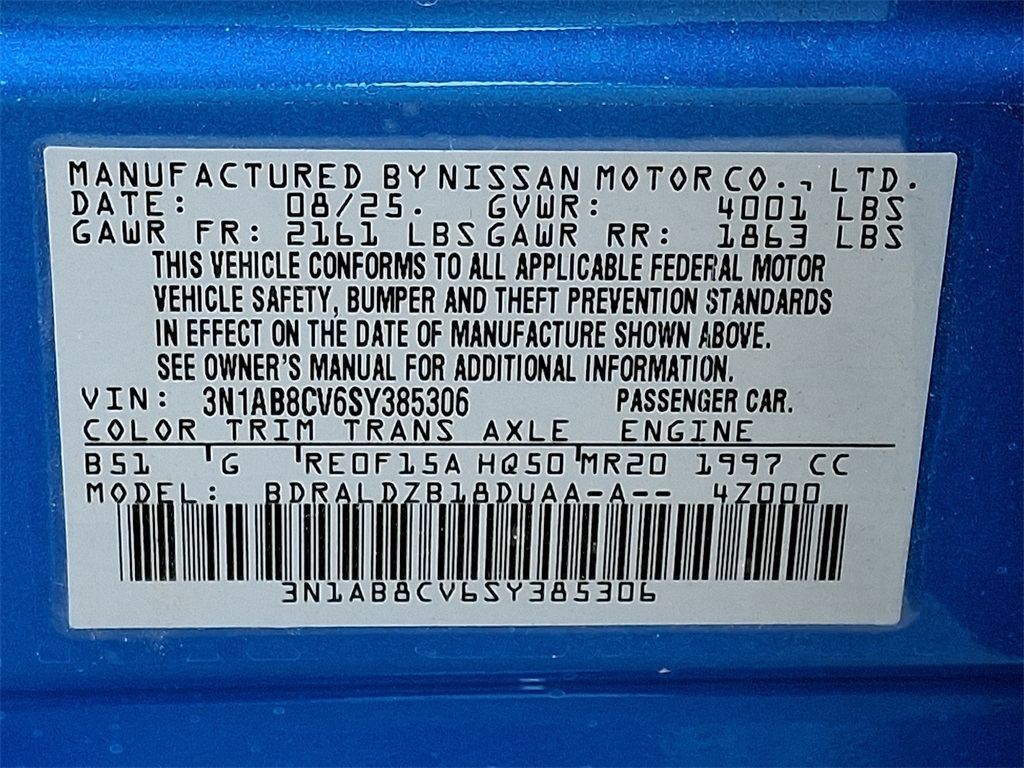 MANUFACTURED BY NISSAN MOTOR CO., LTD.
DATE: 08/25. GVWR: 4001 LBS
GAWR FR: 2161 LBS GAWR RR: 1863 LBS
THIS VEHICLE CONFORMS TO ALL APPLICABLE FEDERAL MOTOR
VEHICLE SAFETY, BUMPER AND THEFT PREVENTION STANDARDS
IN EFFECT ON THE DATE OF MANUFACTURE SHOWN ABOVE.
SEE OWNER'S MANUAL FOR ADDITIONAL INFORMATION.
VIN: 3N1AB8CV6SY385306 PASSENGER CAR.
COLOR TRIM TRANS AXLE ENGINE
B51 G RE0F15A HQ50 MR20 1997 CC
MODEL: BDRALDZB18DUAA-A-- 4Z000
3N1AB8CV6SY385306